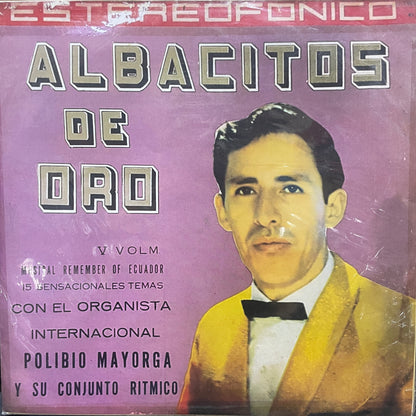 ESTEREOFONICO
ALBACITOS
DE
ORO
V VOLM
MUSICAL REMEMBER OF ECUADOR
15 SENSACIONALES TEMAS
CON EL ORGANISTA
INTERNACIONAL
POLIBIO MAYORGA
Y SU CONJUNTO RITMICO